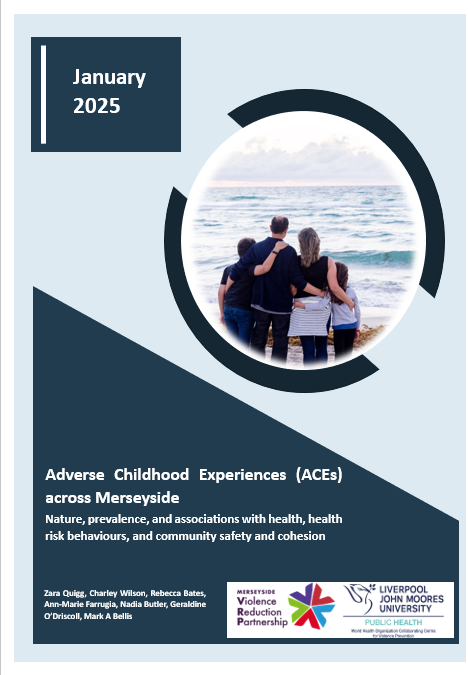 January
2025
Adverse Childhood Experiences (ACEs)
across Merseyside
Nature, prevalence, and associations with health, health
risk behaviours, and community safety and cohesion
Zara Quigg, Charley Wilson, Rebecca Bates,
Ann-Marie Farrugia, Nadia Butler, Geraldine
O'Driscoll, Mark A Bellis
MERSEYSIDE
Violence
Reduction
Partnership
LIVERPOOL
JOHN MOORES
UNIVERSITY
PUBLIC HEALTH
World Health Organisation Collaborating Centre
for Violence Prevention